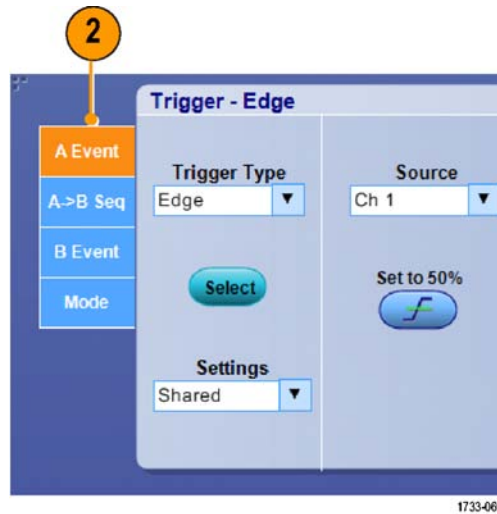 2
Trigger - Edge
A Event
A->B Seq
B Event
Mode
Trigger Type
Edge
Select
Settings
Shared
Source
Ch 1
Set to 50%
1733-06